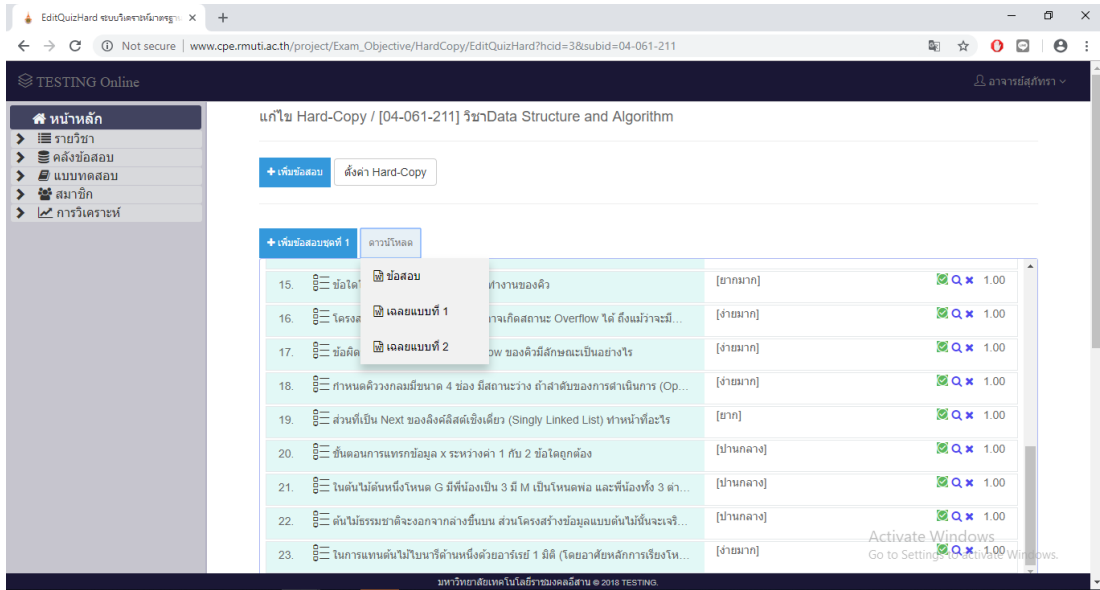 EditQuizHard ระบบวิเคราะห์มาตรฐาน
Not secure | www.cpe.rmuti.ac.th/project/Exam_Objective/HardCopy/EditQuizHard?hcid=3&subid=04-061-211
TESTING Online
อาจารย์สุภัทรา
หน้าหลัก
รายวิชา
คลังข้อสอบ
แบบทดสอบ
สมาชิก
การวิเคราะห์
แก้ไข Hard-Copy / [04-061-211] วิชาData Structure and Algorithm
เพิ่มข้อสอบ ตั้งค่า Hard-Copy
เพิ่มข้อสอบชุดที่ 1 ดาวน์โหลด
ข้อสอบ
เฉลยแบบที่ 1
เฉลยแบบที่ 2
15. ข้อใด ทำงานของคิว [ยากมาก] 1.00
16. โครงส าจเกิดสถานะ Overflow ได้ ถึงแม้ว่าจะมี... [ง่ายมาก] 1.00
17. ข้อผิด ow ของคิวมีลักษณะเป็นอย่างไร [ง่ายมาก] 1.00
18. กำหนดคิววงกลมมีขนาด 4 ช่อง มีสถานะว่าง ถ้าลำดับของการดำเนินการ (Op... [ง่ายมาก] 1.00
19. ส่วนที่เป็น Next ของลิงค์ลิสต์เชิงเดี่ยว (Singly Linked List) ทำหน้าที่อะไร [ยาก] 1.00
20. ขั้นตอนการแทรกข้อมูล x ระหว่างค่า 1 กับ 2 ข้อใดถูกต้อง [ปานกลาง] 1.00
21. ในต้นไม้ต้นหนึ่งโหนด G มีพี่น้องเป็น 3 มี M เป็นโหนดพ่อ และพี่น้องทั้ง 3 ต่า... [ปานกลาง] 1.00
22. ต้นไม้ธรรมชาติจะงอกจากล่างขึ้นบน ส่วนโครงสร้างข้อมูลแบบต้นไม้นั้นจะเจริ... [ปานกลาง] 1.00
23. ในการแทนต้นไม้ไบนารีด้านหนึ่งด้วยอาร์เรย์ 1 มิติ (โดยอาศัยหลักการเรียงโห... [ง่ายมาก] 1.00
Activate Windows
Go to Settings to activate Windows.
มหาวิทยาลัยเทคโนโลยีราชมงคลอีสาน © 2018 TESTING.